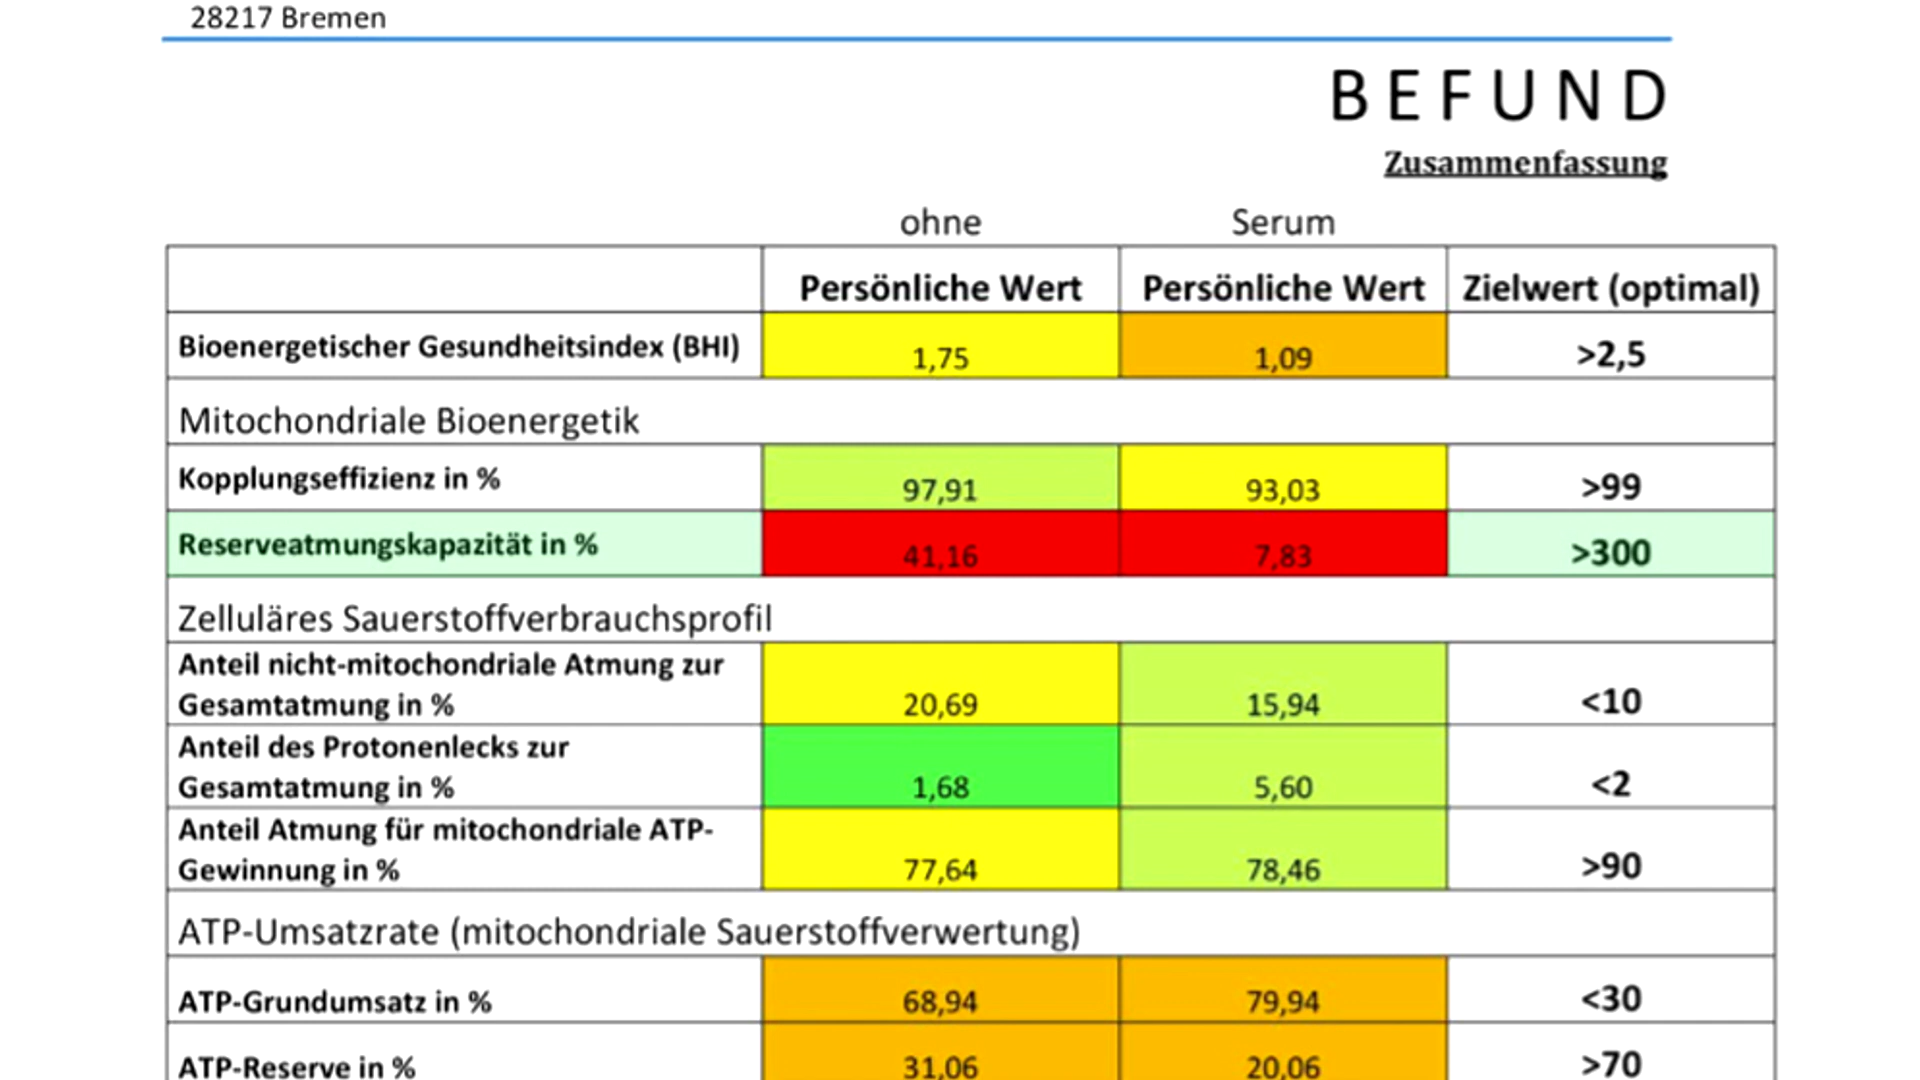 28217 Bremen
BEFUND
Zusammenfassung
ohne Serum
Persönliche Wert Persönliche Wert Zielwert (optimal)
Bioenergetischer Gesundheitsindex (BHI) 1,75 1,09 >2,5
Mitochondriale Bioenergetik
Kopplungseffizienz in % 97,91 93,03 >99
Reserveatmungskapazität in % 41,16 7,83 >300
Zelluläres Sauerstoffverbrauchsprofil
Anteil nicht-mitochondriale Atmung zur
Gesamtatmung in % 20,69 15,94 <10
Anteil des Protonenlecks zur
Gesamtatmung in % 1,68 5,60 <2
Anteil Atmung für mitochondriale ATP-
Gewinnung in % 77,64 78,46 >90
ATP-Umsatzrate (mitochondriale Sauerstoffverwertung)
ATP-Grundumsatz in % 68,94 79,94 <30
ATP-Reserve in % 31,06 20,06 >70